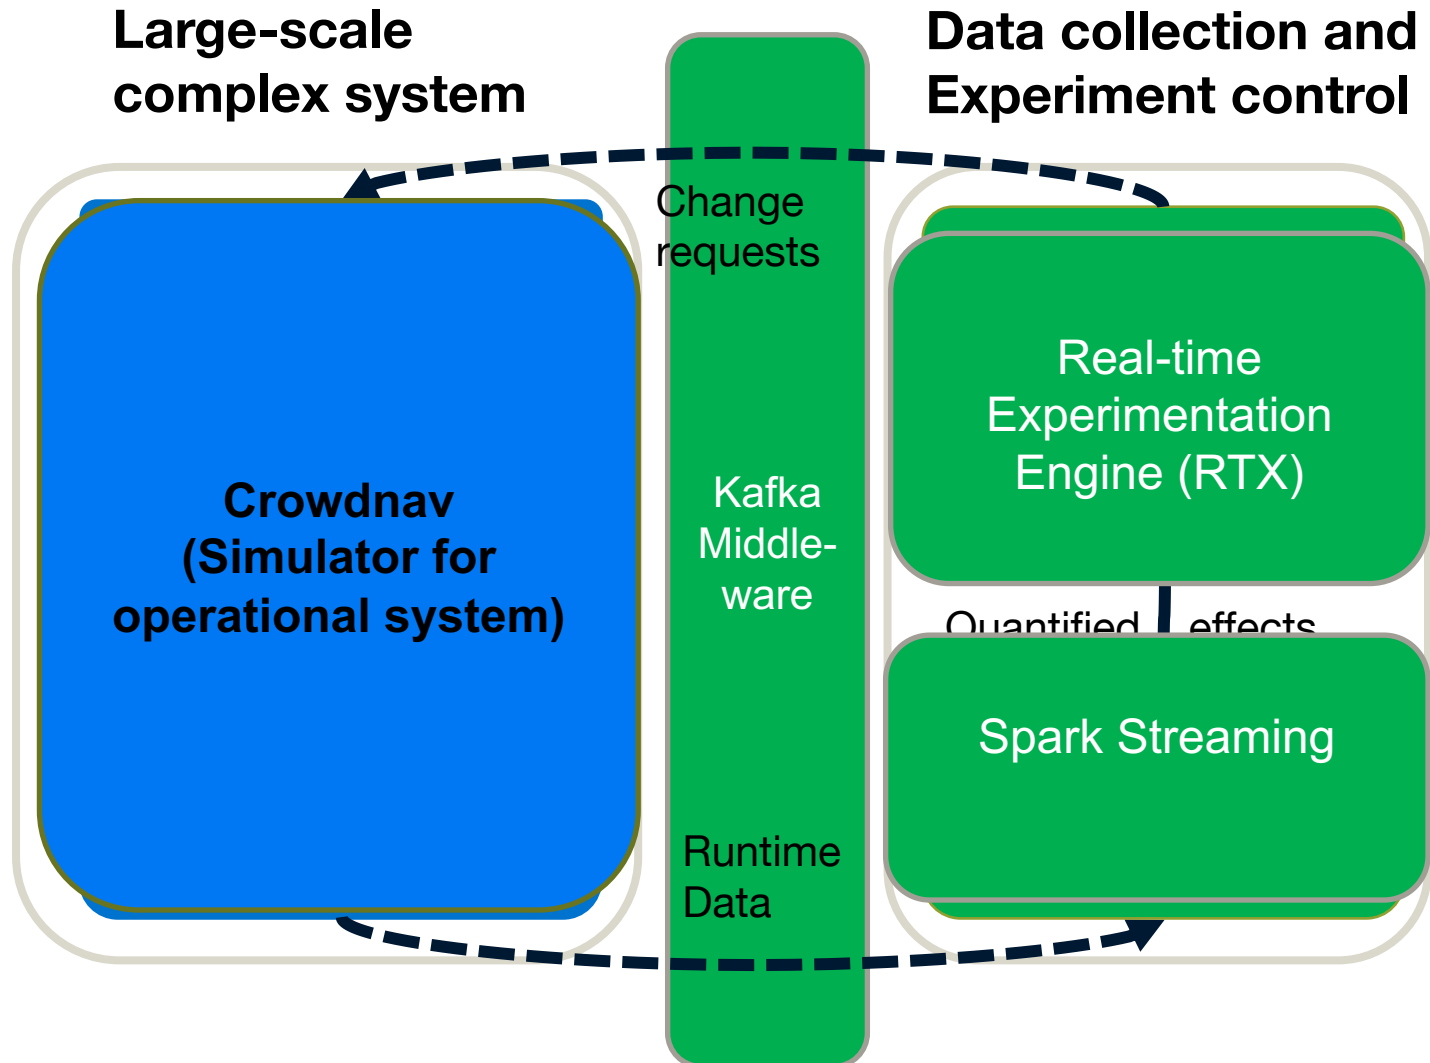 Large-scale
complex system
Data collection and
Experiment control
Change
requests
Crowdnav
(Simulator for
operational system)
Kafka
Middle-
ware
Real-time
Experimentation
Engine (RTX)
Quantified effects
Spark Streaming
Runtime
Data